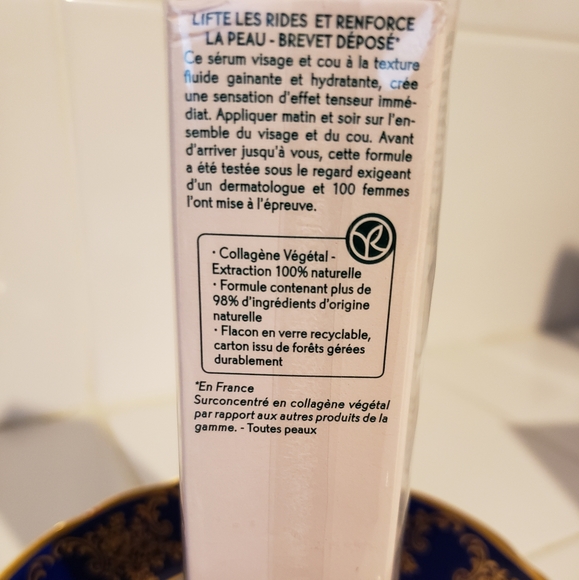 LIFTE LES RIDES ET RENFORCE
LA PEAU - BREVET DÉPOSÉ*
Ce sérum visage et cou à la texture
fluide gainante et hydratante, crée
une sensation d'effet tenseur immé-
diat. Appliquer matin et soir sur l'en-
semble du visage et du cou. Avant
d'arriver jusqu'à vous, cette formule
a été testée sous le regard exigeant
d'un dermatologue et 100 femmes
l'ont mise à l'épreuve.
· Collagène Végétal -
Extraction 100% naturelle
· Formule contenant plus de
98% d'ingrédients d'origine
naturelle
· Flacon en verre recyclable,
carton issu de forêts gérées
durablement
*En France
Surconcentré en collagène végétal
par rapport aux autres produits de la
gamme. - Toutes peaux